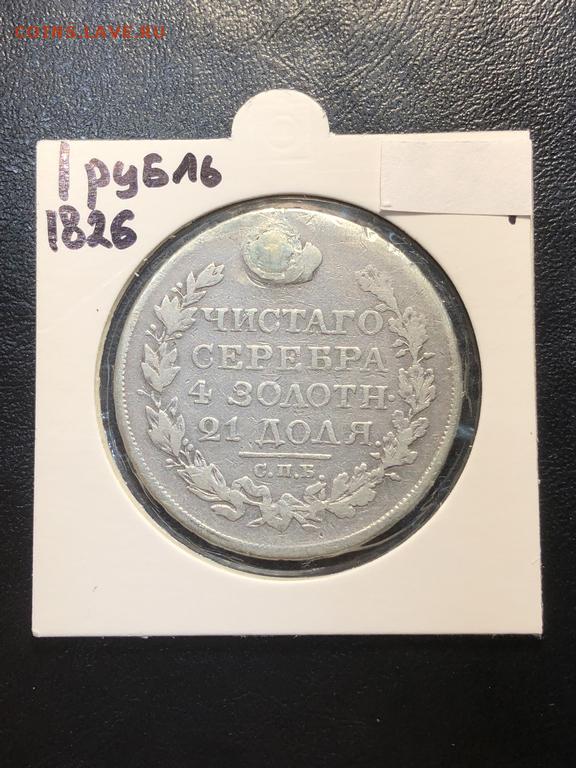 COINS.LAVE.RU
1 рубль
1826
ЧИСТАГО
СЕРЕБРА
4 ЗОЛОТН.
21 ДОЛЯ.
С.П.Б